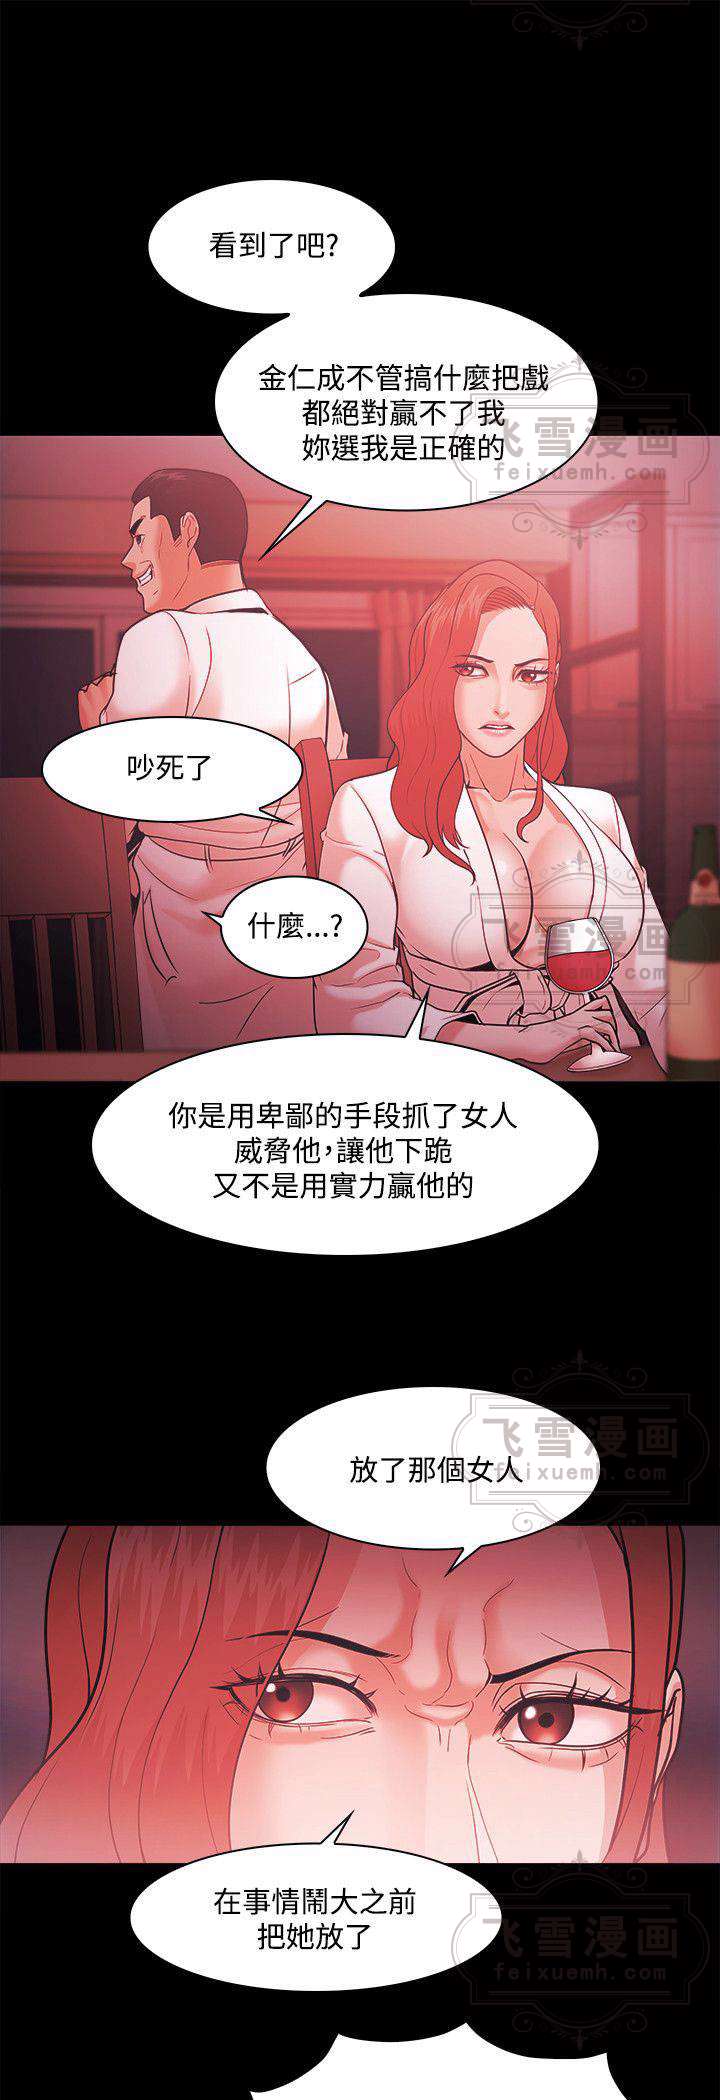 看到了吧?
金仁成不管搞什麼把戲
都絕對贏不了我
妳選我是正確的
飞雪漫画
feixuemh.com
吵死了
什麼...?
飞雪漫画
feixuemh.com
你是用卑鄙的手段抓了女人
威脅他,讓他下跪
又不是用實力贏他的
放了那個女人
飞雪漫画
feixuemh.com
在事情鬧大之前
把她放了
飞雪漫画
feixuemh.com